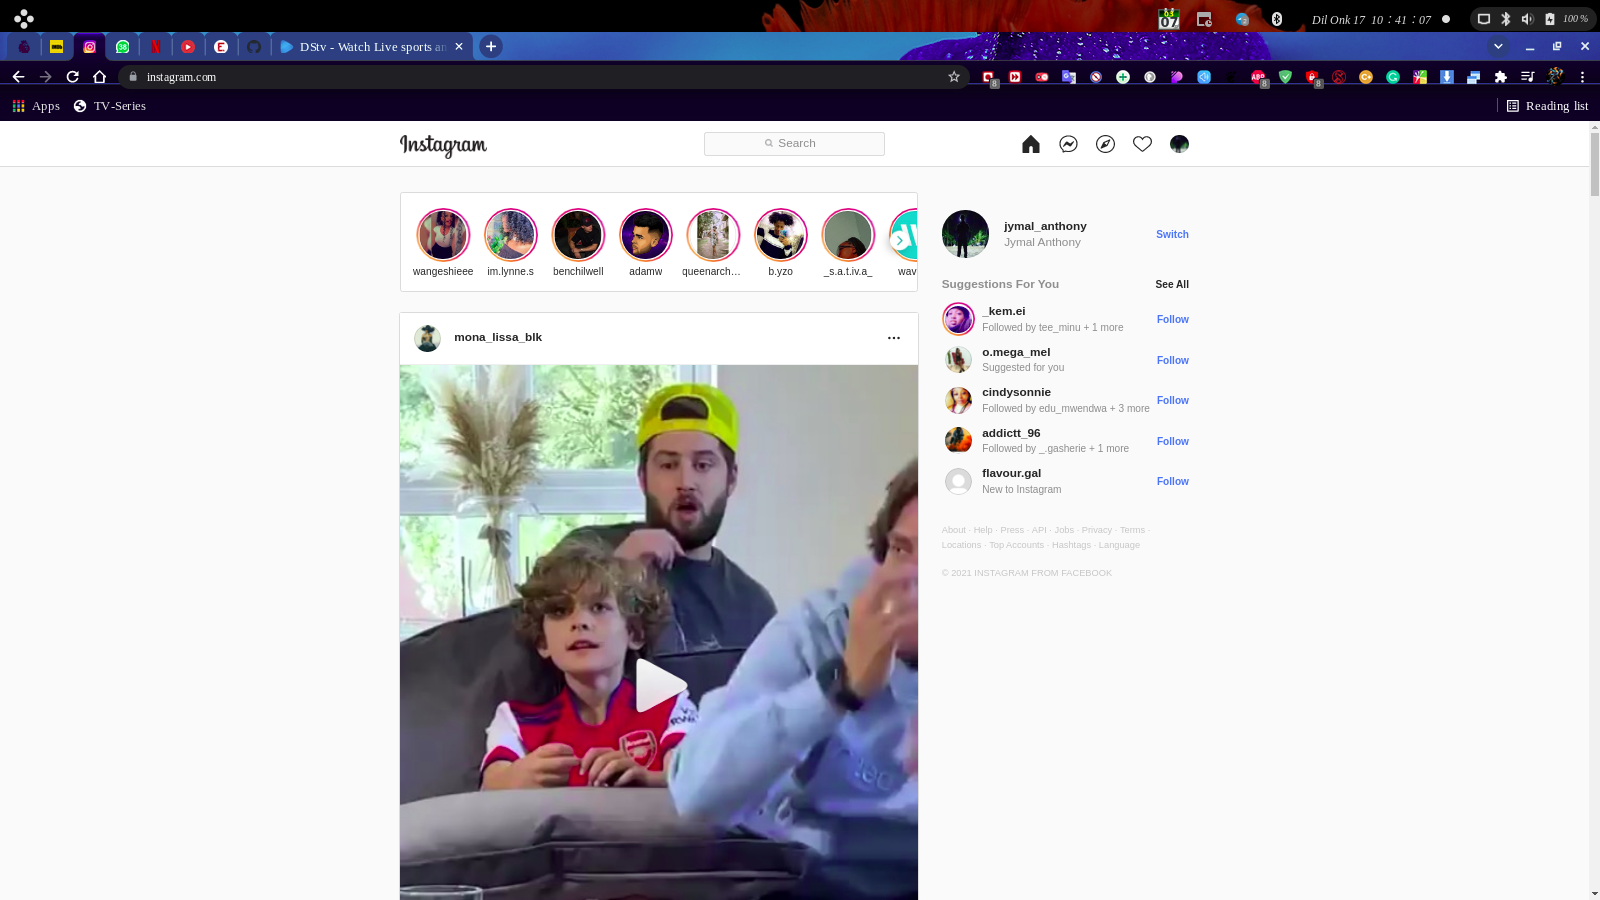 03
07
Dil Onk 17 10 : 41 : 07
100 %
DStv - Watch Live sports an
instagram.com
Apps
TV-Series
Reading list
Instagram
Search
wangeshieee
im.lynne.s
benchilwell
adamw
queenarch...
b.yzo
_s.a.t.iv.a_
wav
jymal_anthony
Jymal Anthony
Switch
Suggestions For You
See All
_kem.ei
Followed by tee_minu + 1 more
Follow
o.mega_mel
Suggested for you
Follow
cindysonnie
Followed by edu_mwendwa + 3 more
Follow
addictt_96
Followed by _.gasherie + 1 more
Follow
flavour.gal
New to Instagram
Follow
About · Help · Press · API · Jobs · Privacy · Terms ·
Locations · Top Accounts · Hashtags · Language
© 2021 INSTAGRAM FROM FACEBOOK
mona_lissa_blk
Arsenal